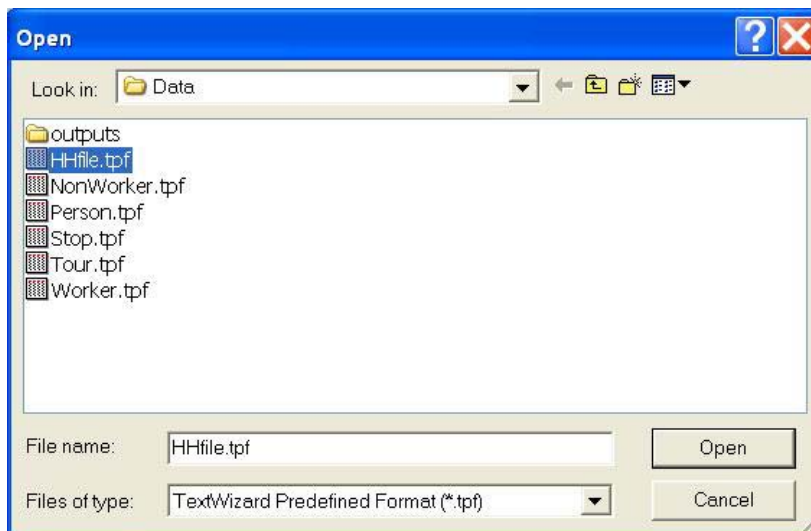 Open
Look in: Data
outputs
HHfile.tpf
NonWorker.tpf
Person.tpf
Stop.tpf
Tour.tpf
Worker.tpf
File name: HHfile.tpf Open
Files of type: TextWizard Predefined Format (*.tpf) Cancel